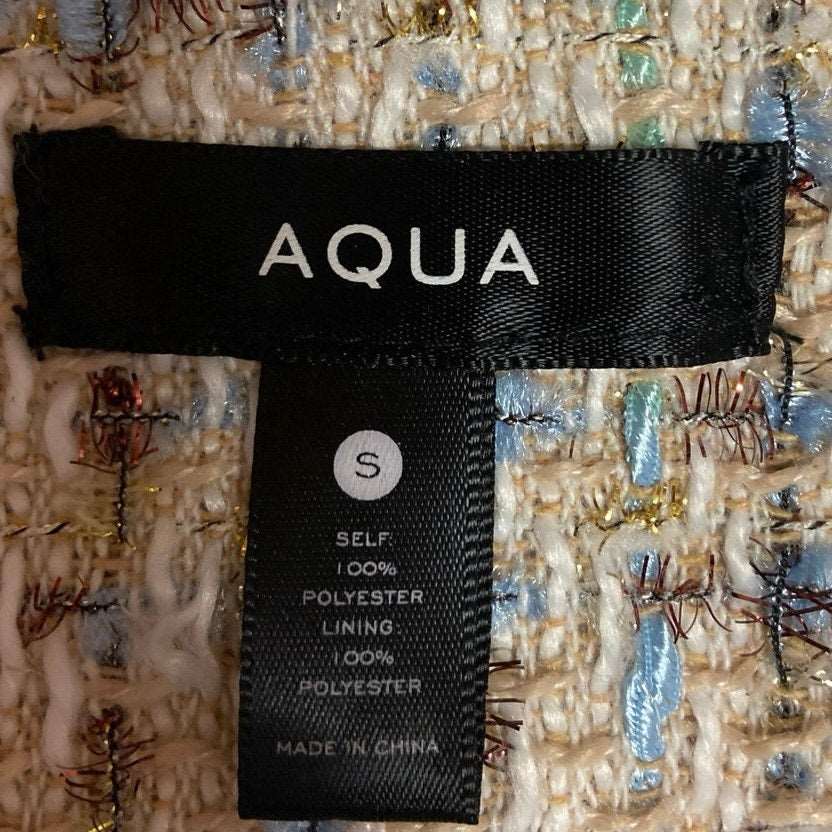 AQUA
S
SELF:
100%
POLYESTER
LINING:
100%
POLYESTER
MADE IN CHINA